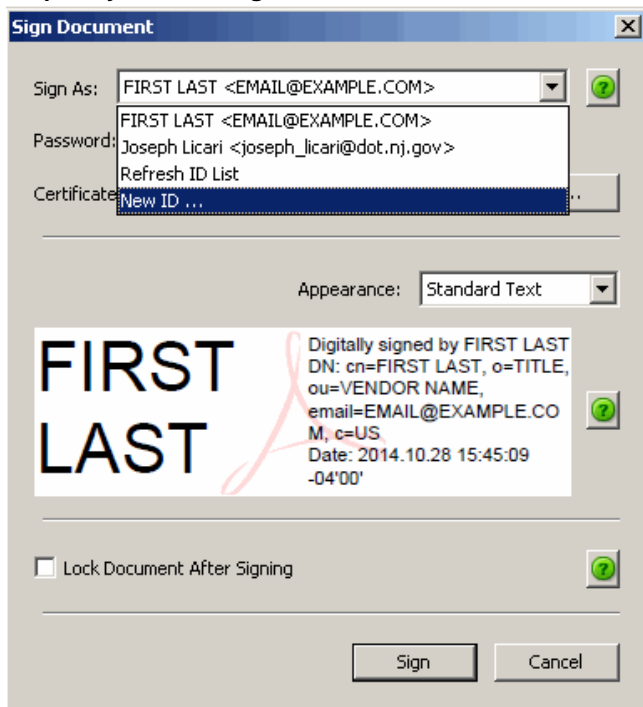 Sign Document
Sign As: FIRST LAST <EMAIL@EXAMPLE.COM>
FIRST LAST <EMAIL@EXAMPLE.COM>
Password: Joseph Licari <joseph_licari@dot.nj.gov>
Refresh ID List
Certificate New ID ... ..
Appearance: Standard Text
FIRST
LAST
Digitally signed by FIRST LAST
DN: cn=FIRST LAST, o=TITLE,
ou=VENDOR NAME,
email=EMAIL@EXAMPLE.CO
M, c=US
Date: 2014.10.28 15:45:09
-04'00'
Lock Document After Signing
Sign Cancel